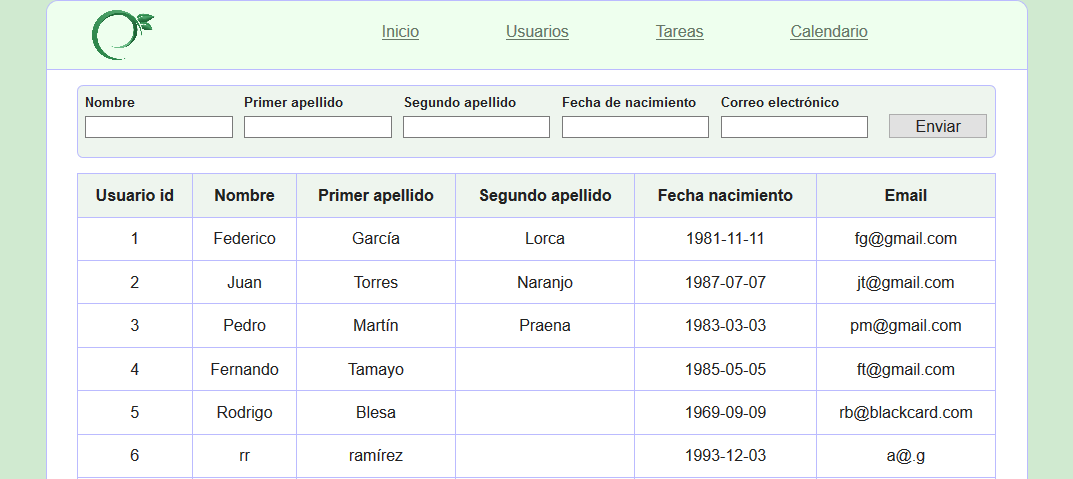 Inicio Usuarios Tareas Calendario
Nombre Primer apellido Segundo apellido Fecha de nacimiento Correo electrónico
Enviar
Usuario id Nombre Primer apellido Segundo apellido Fecha nacimiento Email
1 Federico García Lorca 1981-11-11 fg@gmail.com
2 Juan Torres Naranjo 1987-07-07 jt@gmail.com
3 Pedro Martín Praena 1983-03-03 pm@gmail.com
4 Fernando Tamayo 1985-05-05 ft@gmail.com
5 Rodrigo Blesa 1969-09-09 rb@blackcard.com
6 rr ramírez 1993-12-03 a@.g